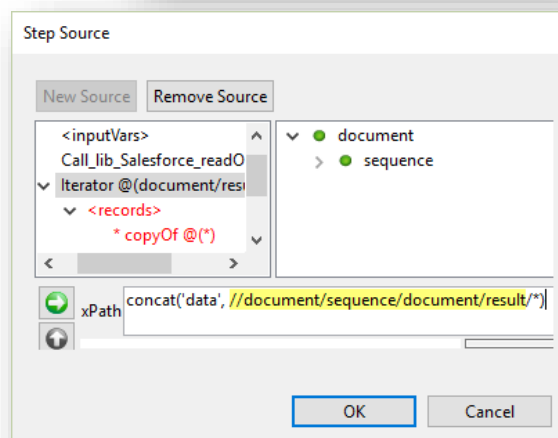 Step Source
New Source Remove Source
<inputVars>
Call_lib_Salesforce_readO
Iterator @(document/resu
<records>
* copyOf @(*)
document
sequence
xPath concat('data', //document/sequence/document/result/*)
OK Cancel